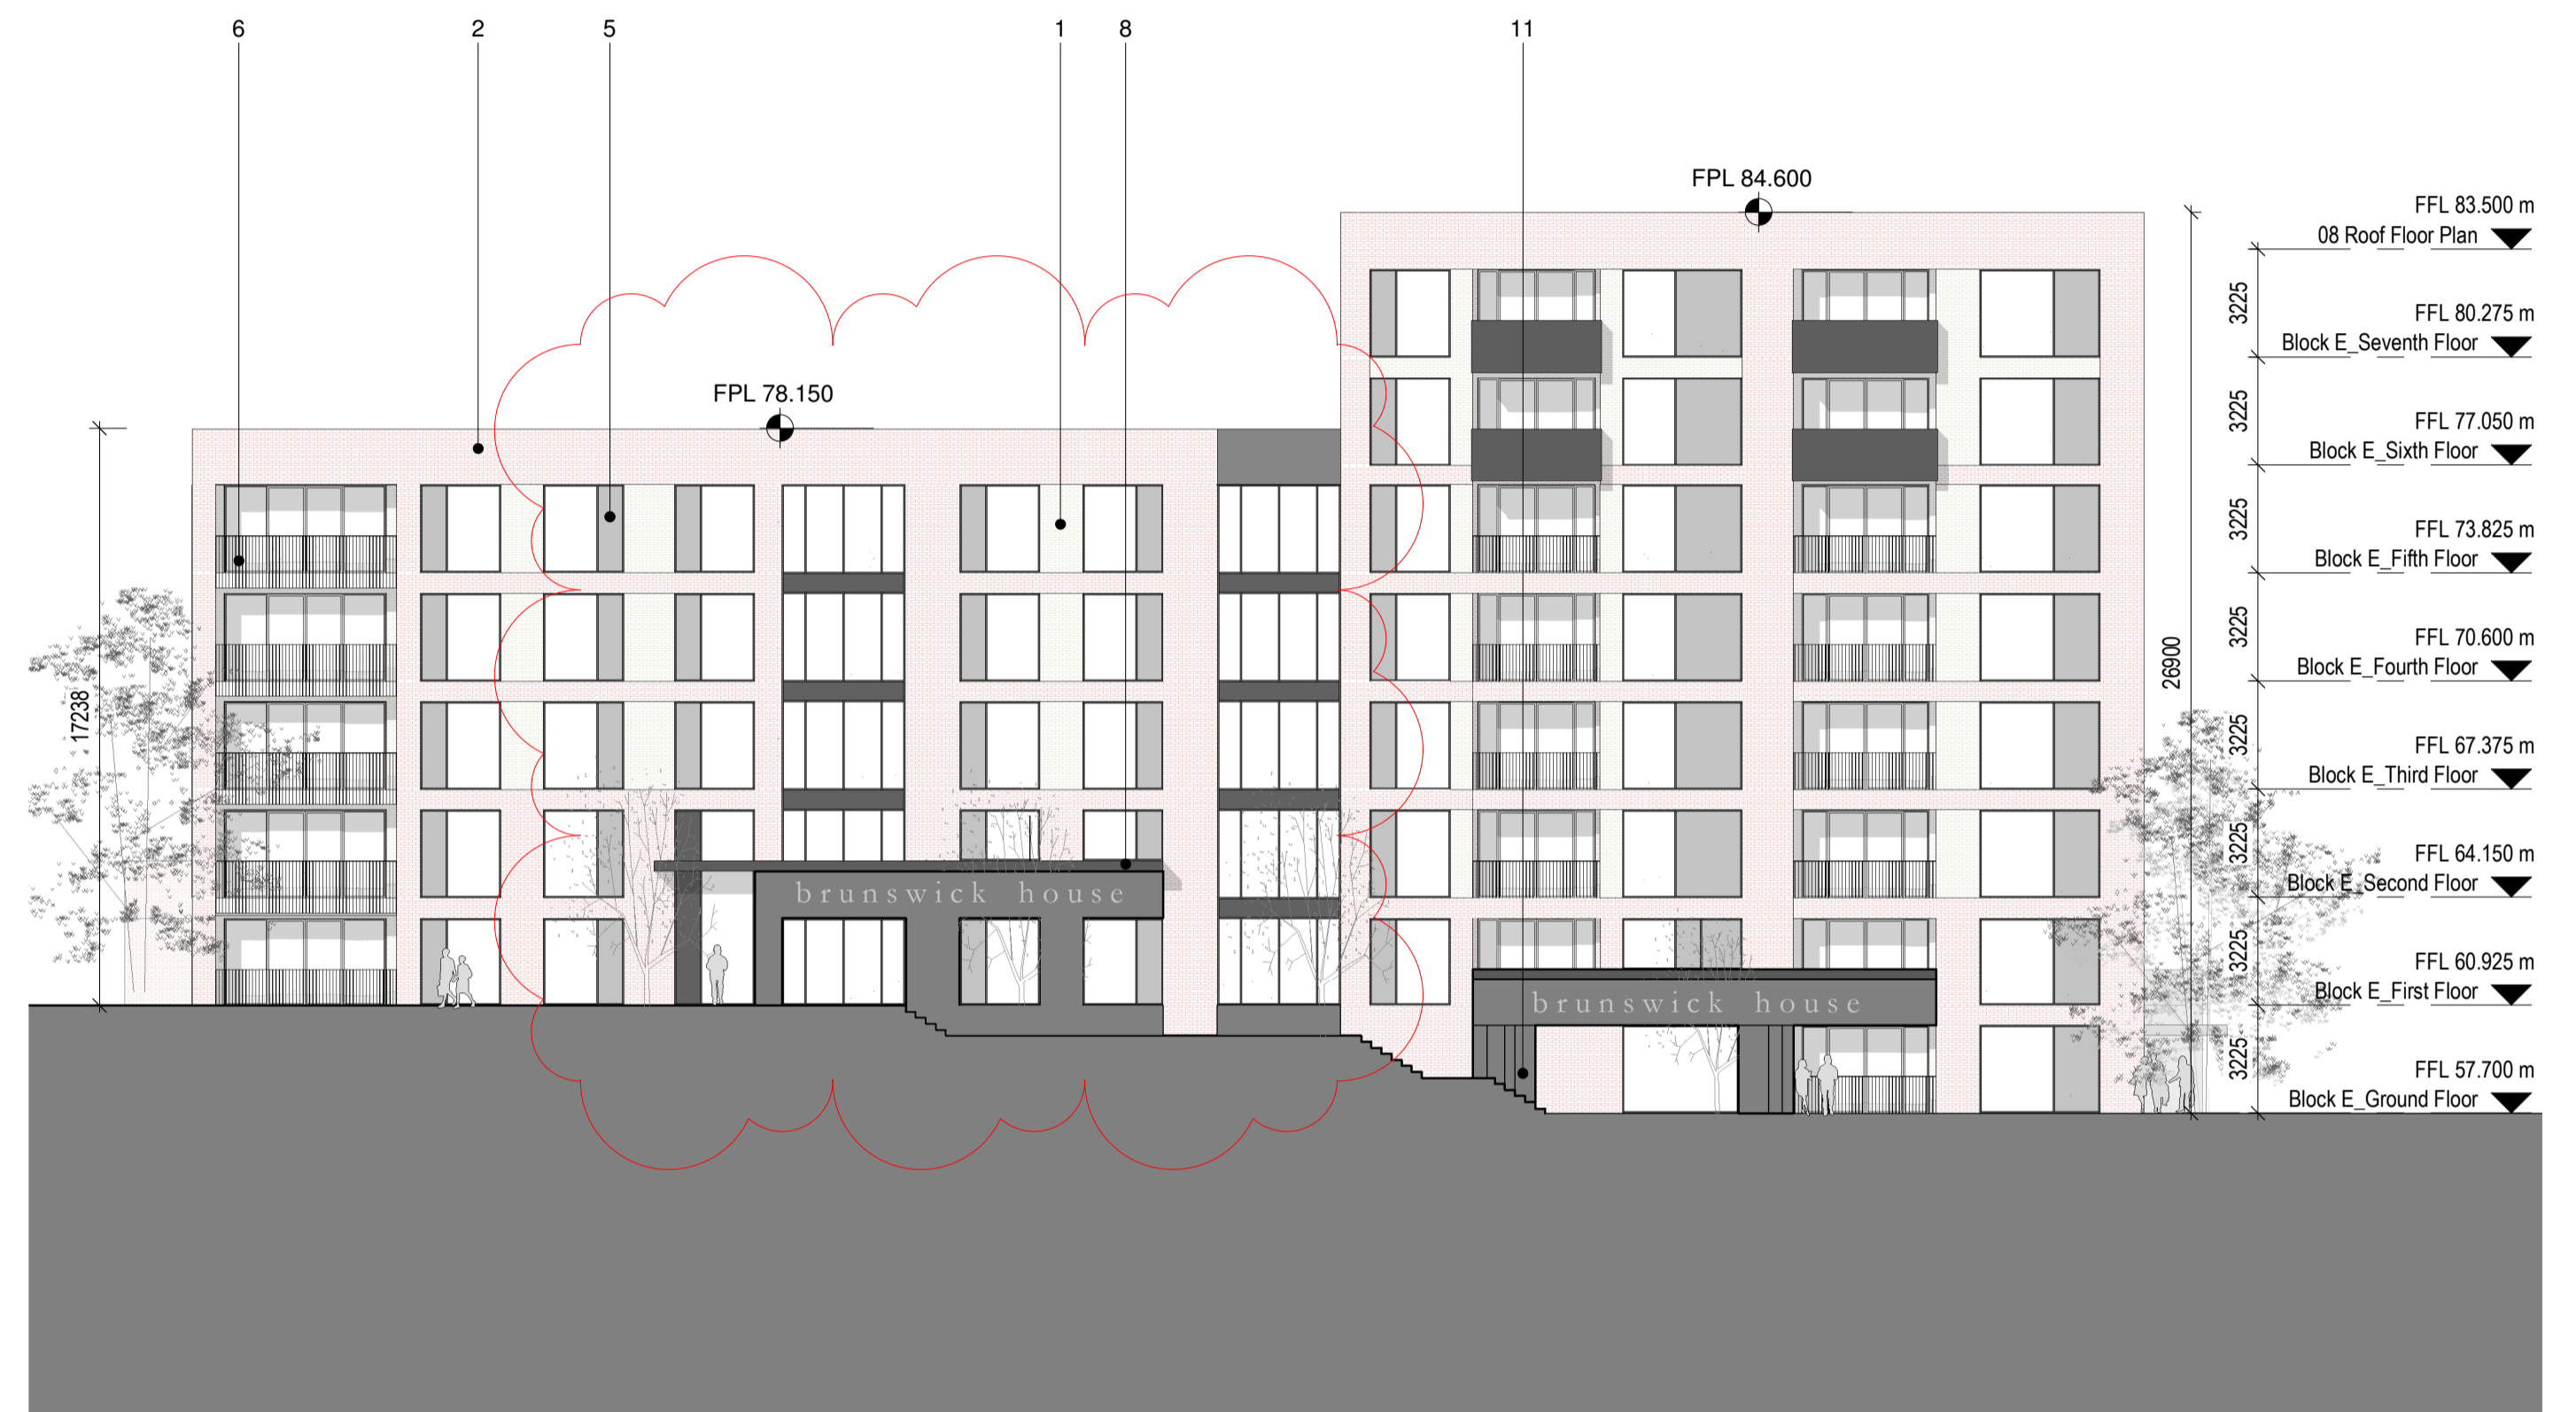 6
2
5
1
8
11
FPL 84.600
FPL 78.150
FFL 83.500 m
08 Roof Floor Plan
3225
FFL 80.275 m
Block E_Seventh Floor
3225
FFL 77.050 m
Block E_Sixth Floor
3225
FFL 73.825 m
Block E_Fifth Floor
3225
FFL 70.600 m
Block E_Fourth Floor
3225
FFL 67.375 m
Block E_Third Floor
3225
FFL 64.150 m
Block E_Second Floor
3225
FFL 60.925 m
Block E_First Floor
3225
FFL 57.700 m
Block E_Ground Floor
17238
26900
brunswick house
brunswick house